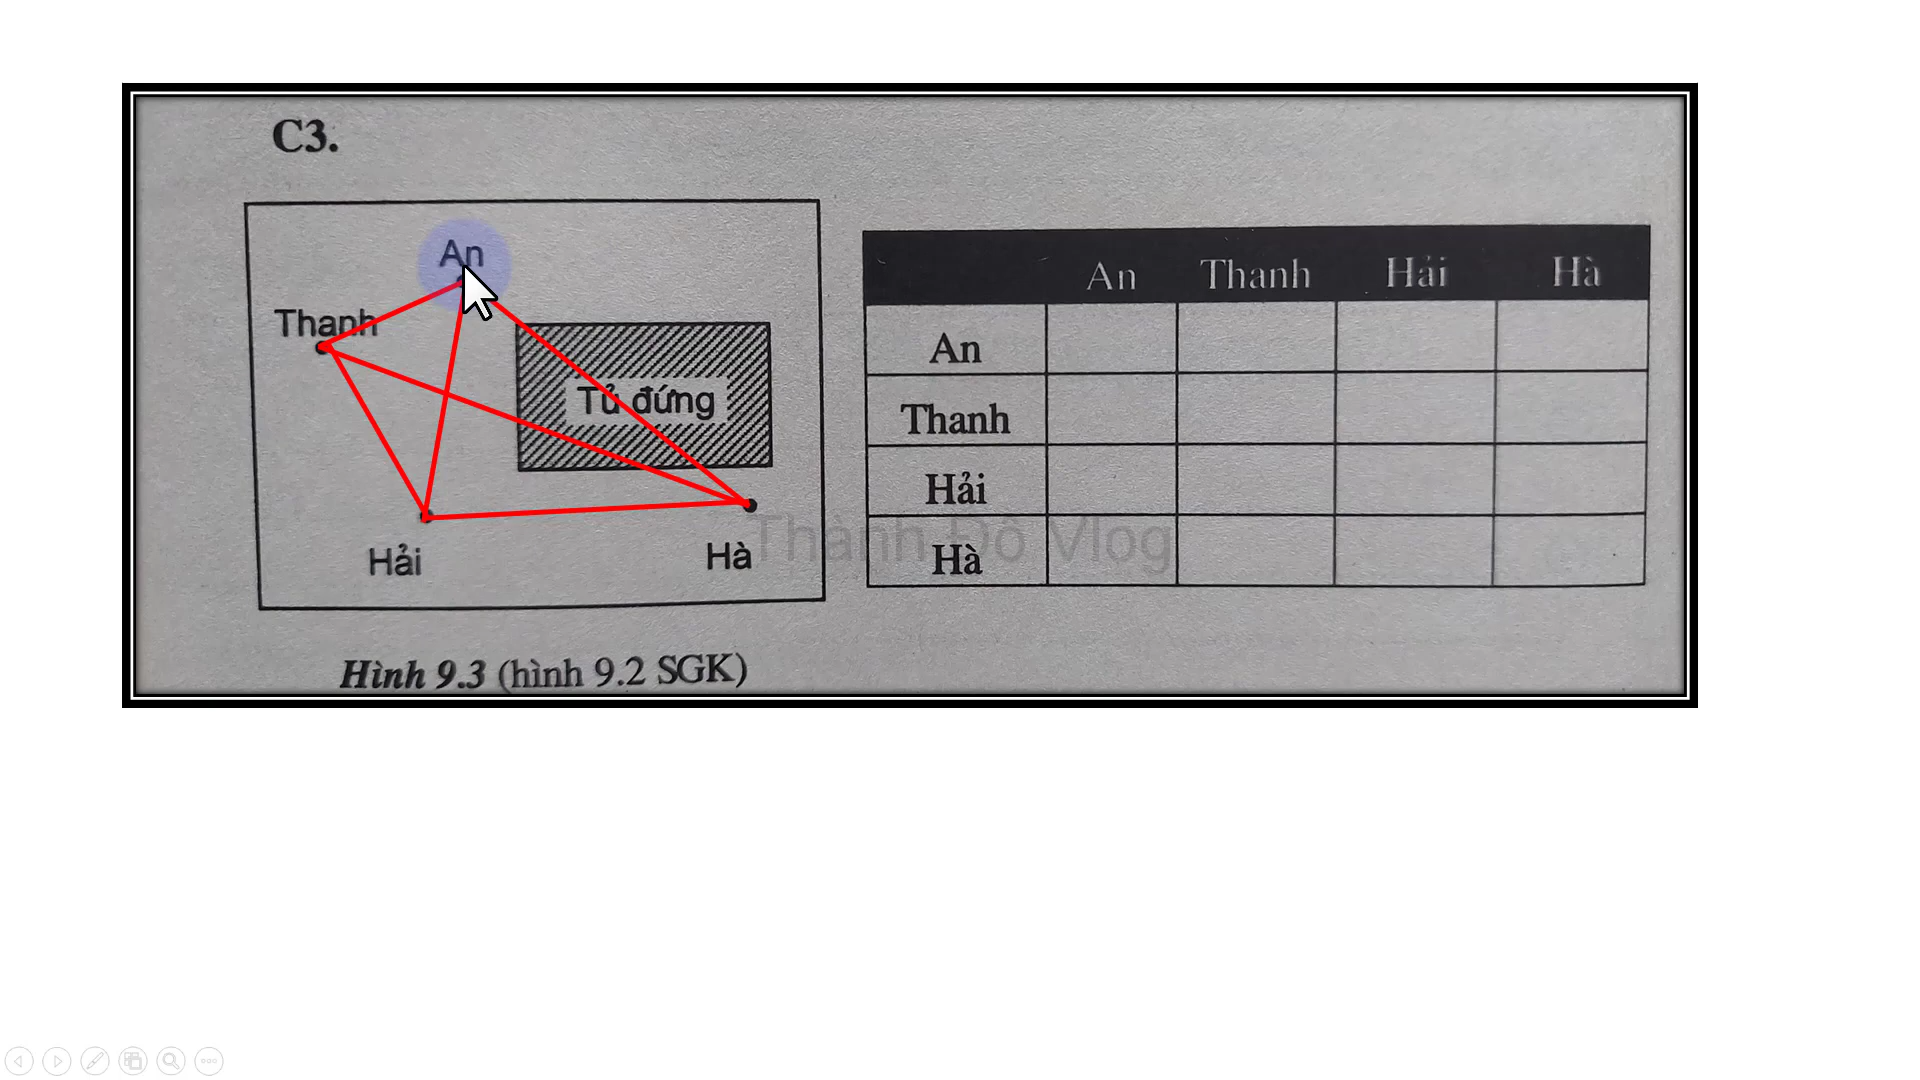 C3.
An
Thanh
Tủ đứng
Hải
Hà
Hình 9.3 (hình 9.2 SGK)
An Thanh Hải Hà
An
Thanh
Hải
Hà
Thành Đô Vlog